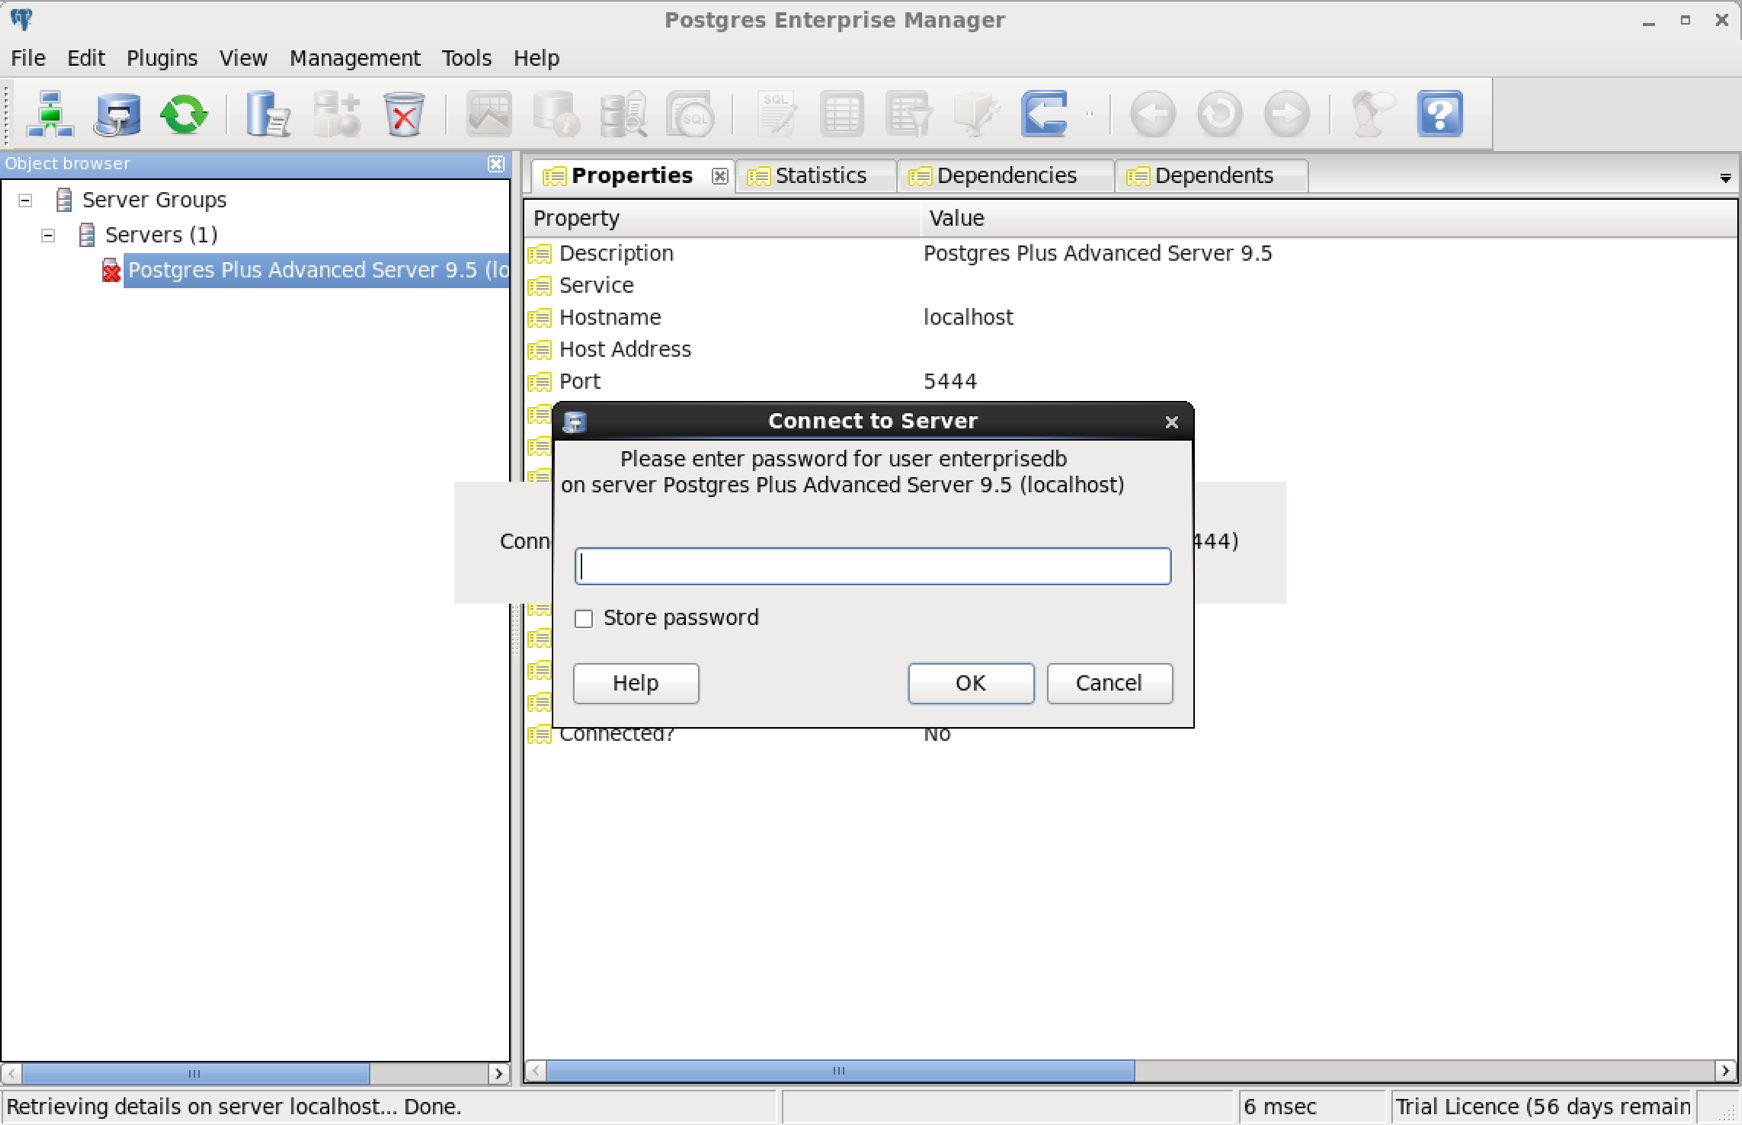 Postgres Enterprise Manager
File Edit Plugins View Management Tools Help
SQL
SQL
?
Object browser
Server Groups
Servers (1)
Postgres Plus Advanced Server 9.5 (lo
Properties Statistics Dependencies Dependents
Property Value
Description Postgres Plus Advanced Server 9.5
Service
Hostname localhost
Host Address
Port 5444
Connect to Server
Please enter password for user enterprisedb
on server Postgres Plus Advanced Server 9.5 (localhost)
Conn 444)
Store password
Help OK Cancel
Connected? No
Retrieving details on server localhost... Done. 6 msec Trial Licence (56 days remain